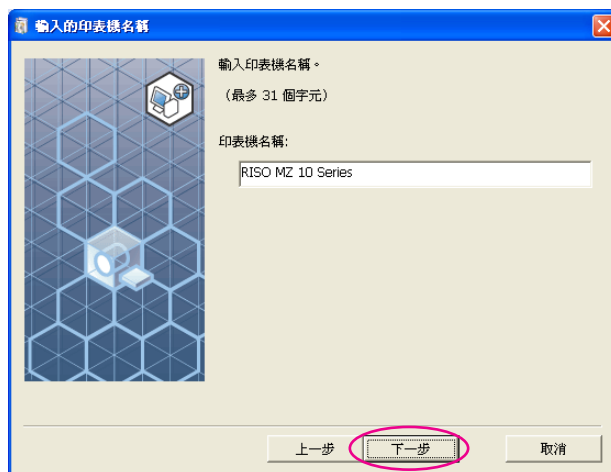 輸入的印表機名稱
輸入印表機名稱。
（最多 31 個字元）
印表機名稱:
RISO MZ 10 Series
上一步
下一步
取消